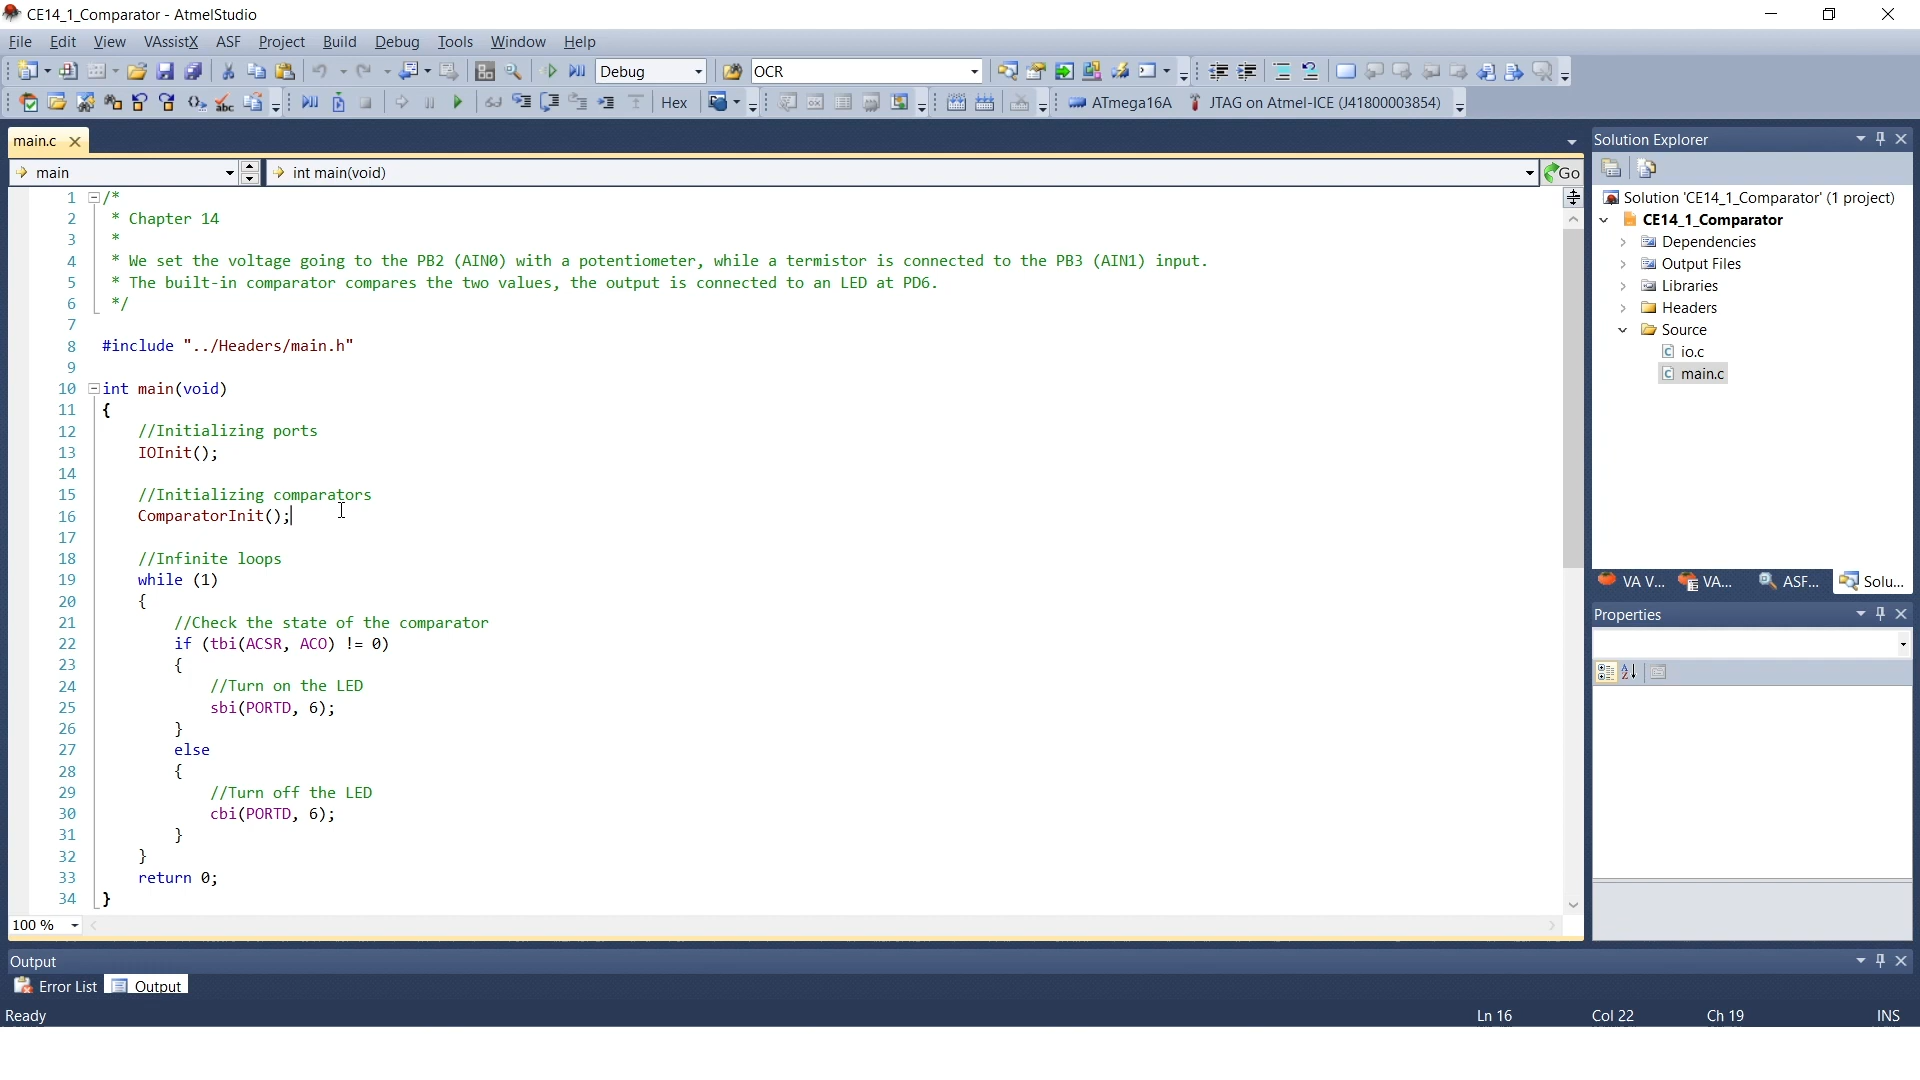 CE14_1_Comparator - AtmelStudio
File Edit View VAssistX ASF Project Build Debug Tools Window Help
Debug OCR
Hex ATmega16A JTAG on Atmel-ICE (J41800003854)
main.c
main int main(void) Go
1 /*
2 * Chapter 14
3 *
4 * We set the voltage going to the PB2 (AIN0) with a potentiometer, while a termistor is connected to the PB3 (AIN1) input.
5 * The built-in comparator compares the two values, the output is connected to an LED at PD6.
6 */
7
8 #include "../Headers/main.h"
9
10 int main(void)
11 {
12 //Initializing ports
13 IOInit();
14
15 //Initializing comparators
16 ComparatorInit();
17
18 //Infinite loops
19 while (1)
20 {
21 //Check the state of the comparator
22 if (tbi(ACSR, ACO) != 0)
23 {
24 //Turn on the LED
25 sbi(PORTD, 6);
26 }
27 else
28 {
29 //Turn off the LED
30 cbi(PORTD, 6);
31 }
32 }
33 return 0;
34 }
100 %
Solution Explorer
Solution 'CE14_1_Comparator' (1 project)
CE14_1_Comparator
Dependencies
Output Files
Libraries
Headers
Source
io.c
main.c
VA V... VA... ASF... Solu...
Properties
Output
Error List Output
Ready Ln 16 Col 22 Ch 19 INS